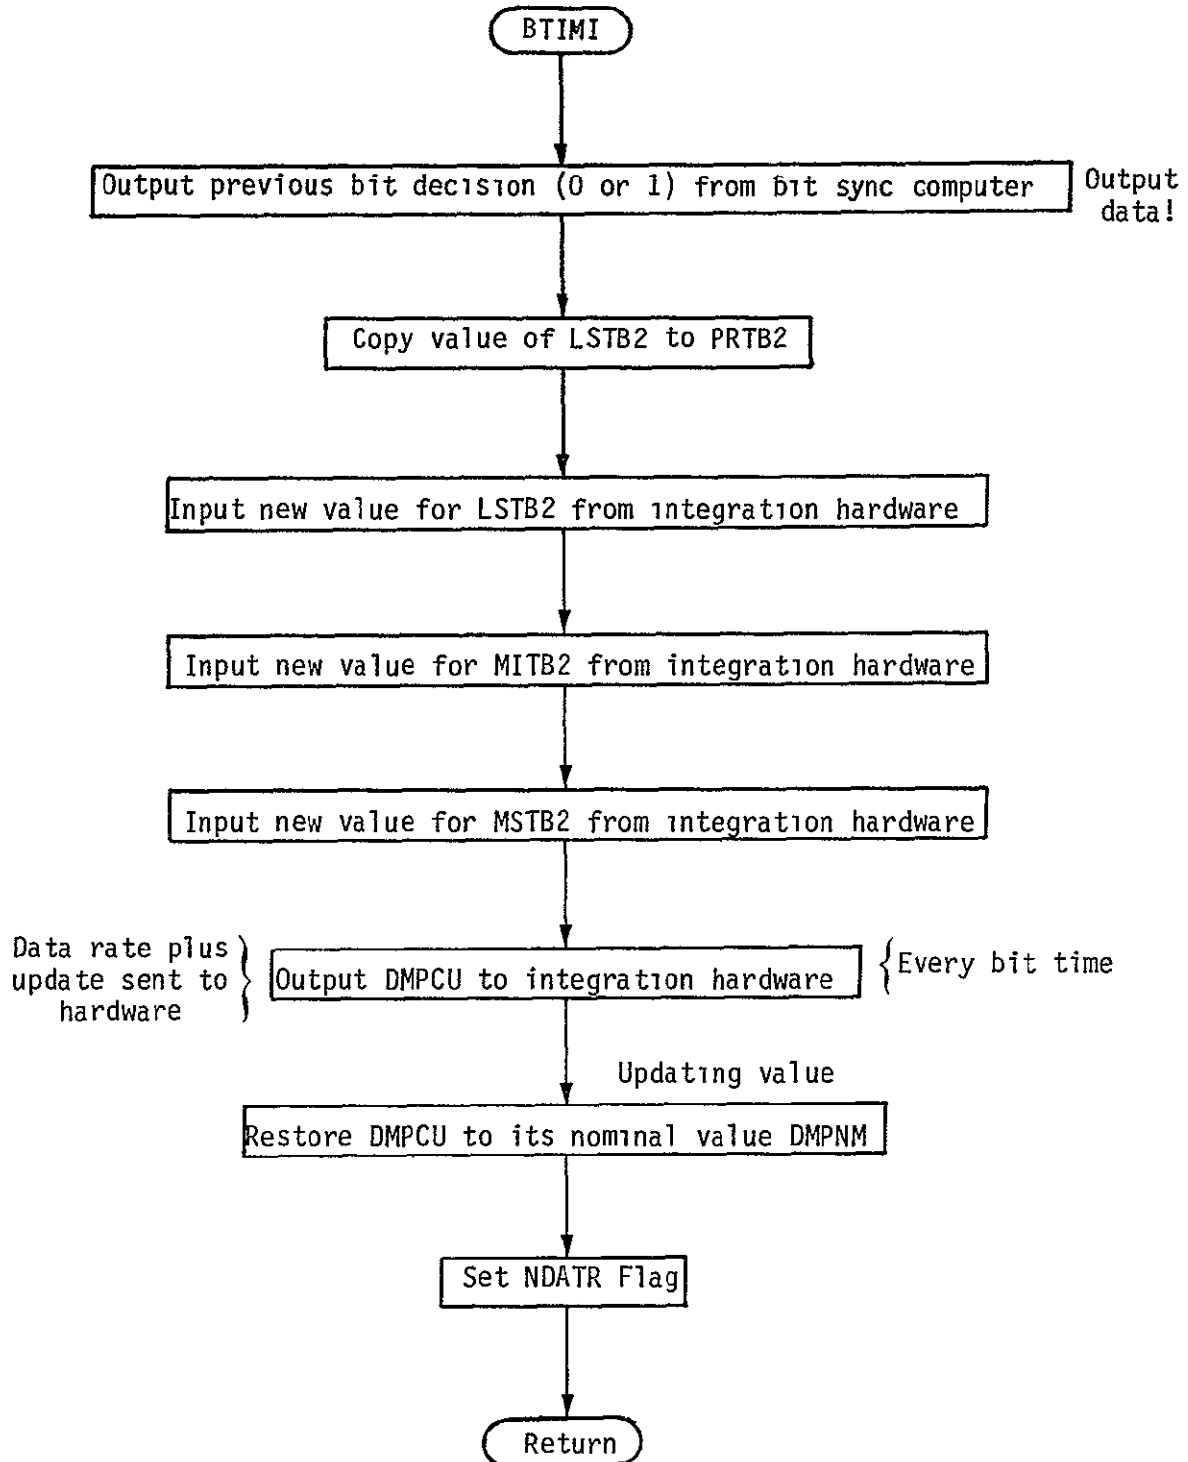 BTIMI
Output previous bit decision (0 or 1) from bit sync computer
Output
data!
Copy value of LSTB2 to PRTB2
Input new value for LSTB2 from integration hardware
Input new value for MITB2 from integration hardware
Input new value for MSTB2 from integration hardware
Data rate plus
update sent to
hardware
Output DMPCU to integration hardware
Every bit time
Updating value
Restore DMPCU to its nominal value DMPNM
Set NDATR Flag
Return